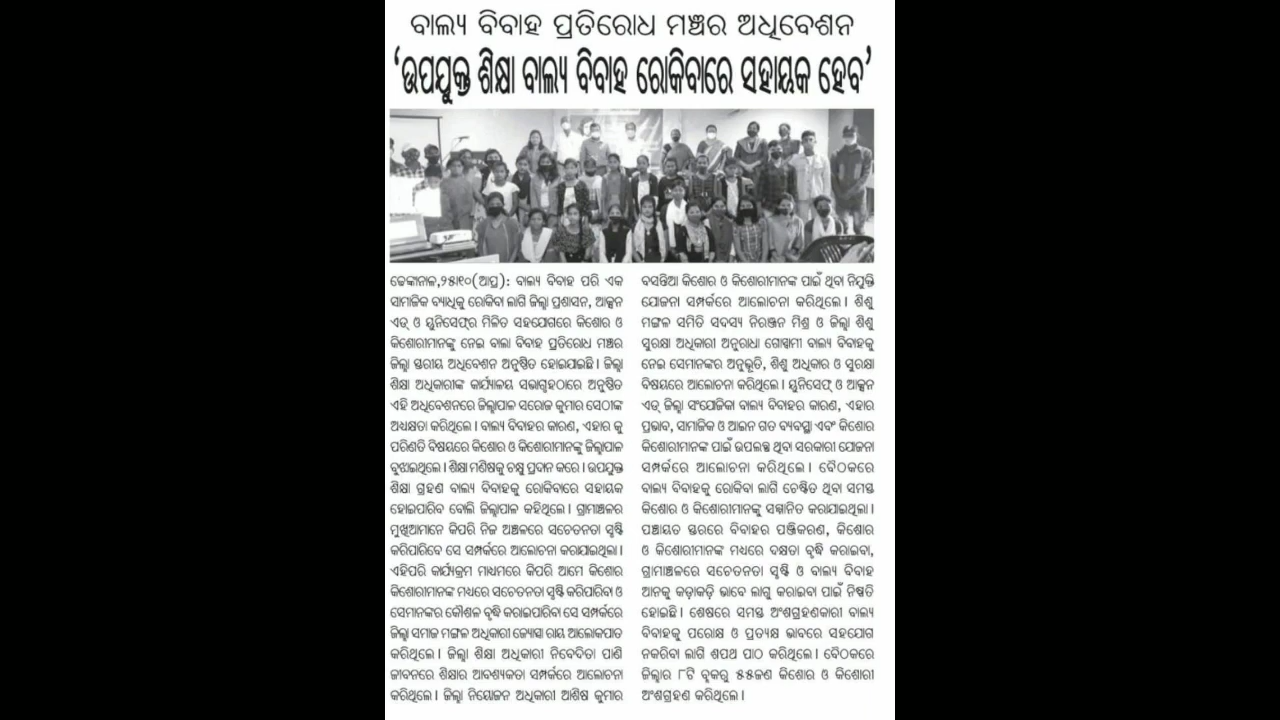 ବାଲ୍ୟ ବିବାହ ପ୍ରତିରୋଧ ମଞ୍ଚର ଅଧିବେଶନ
‘ଉପଯୁକ୍ତ ଶିକ୍ଷା ବାଲ୍ୟ ବିବାହ ରୋକିବାରେ ସହାୟକ ହେବ’
ଢେଙ୍କାନାଳ,୨୫।୧୦(ଆପ୍ର): ବାଲ୍ୟ ବିବାହ ପରି ଏକ
ସାମାଜିକ ବ୍ୟାଧିକୁ ରୋକିବା ଲାଗି ଜିଲ୍ଲା ପ୍ରଶାସନ, ଆକ୍ସନ
ଏଡ୍ ଓ ୟୁନିସେଫ୍‌ର ମିଳିତ ସହଯୋଗରେ କିଶୋର ଓ
କିଶୋରୀମାନଙ୍କୁ ନେଇ ବାଲା ବିବାହ ପ୍ରତିରୋଧ ମଞ୍ଚର
ଜିଲ୍ଲା ସ୍ତରୀୟ ଅଧିବେଶନ ଅନୁଷ୍ଠିତ ହୋଇଯାଇଛି। ଜିଲ୍ଲା
ଶିକ୍ଷା ଅଧିକାରୀଙ୍କ କାର୍ଯ୍ୟାଳୟ ସଭାଗୃହଠାରେ ଅନୁଷ୍ଠିତ
ଏହି ଅଧିବେଶନରେ ଜିଲ୍ଲାପାଳ ସରୋଜ କୁମାର ସେଠୀଙ୍କ
ଅଧ୍ୟକ୍ଷତା କରିଥିଲେ। ବାଲ୍ୟ ବିବାହର କାରଣ, ଏହାର କୁ
ପରିଣତି ବିଷୟରେ କିଶୋର ଓ କିଶୋରୀମାନଙ୍କୁ ଜିଲ୍ଲାପାଳ
ବୁଝାଇଥିଲେ। ଶିକ୍ଷା ମଣିଷକୁ ଚକ୍ଷୁ ପ୍ରଦାନ କରେ। ଉପଯୁକ୍ତ
ଶିକ୍ଷା ଗ୍ରହଣ ବାଲ୍ୟ ବିବାହକୁ ରୋକିବାରେ ସହାୟକ
ହୋଇପାରିବ ବୋଲି ଜିଲ୍ଲାପାଳ କହିଥିଲେ। ଗ୍ରାମାଞ୍ଚଳର
ମୁଖିଆମାନେ କିପରି ନିଜ ଅଞ୍ଚଳରେ ସଚେତନତା ସୃଷ୍ଟି
କରିପାରିବେ ସେ ସମ୍ପର୍କରେ ଆଲୋଚନା କରାଯାଇଥିଲା।
ଏହିପରି କାର୍ଯ୍ୟକ୍ରମ ମାଧ୍ୟମରେ କିପରି ଆମେ କିଶୋର
କିଶୋରୀମାନଙ୍କ ମଧ୍ୟରେ ସଚେତନତା ସୃଷ୍ଟି କରିପାରିବା ଓ
ସେମାନଙ୍କର କୌଶଳ ବୃଦ୍ଧି କରାଇପାରିବା ସେ ସମ୍ପର୍କରେ
ଜିଲ୍ଲା ସମାଜ ମଙ୍ଗଳ ଅଧିକାରୀ ଜ୍ୟୋତ୍ସ୍ନା ରାୟ ଆଲୋକପାତ
କରିଥିଲେ। ଜିଲ୍ଲା ଶିକ୍ଷା ଅଧିକାରୀ ନିବେଦିତା ପାଣି
ଜୀବନରେ ଶିକ୍ଷାର ଆବଶ୍ୟକତା ସମ୍ପର୍କରେ ଆଲୋଚନା
କରିଥିଲେ। ଜିଲ୍ଲା ନିୟୋଜନ ଅଧିକାରୀ ଆଶିଷ କୁମାର
ବସନ୍ତିଆ କିଶୋର ଓ କିଶୋରୀମାନଙ୍କ ପାଇଁ ଥିବା ନିଯୁକ୍ତି
ଯୋଜନା ସମ୍ପର୍କରେ ଆଲୋଚନା କରିଥିଲେ। ଶିଶୁ
ମଙ୍ଗଳ ସମିତି ସଦସ୍ୟ ନିରଞ୍ଜନ ମିଶ୍ର ଓ ଜିଲ୍ଲା ଶିଶୁ
ସୁରକ୍ଷା ଅଧିକାରୀ ଅନୁରାଧା ଗୋସ୍ୱାମୀ ବାଲ୍ୟ ବିବାହକୁ
ନେଇ ସେମାନଙ୍କର ଅନୁଭୂତି, ଶିଶୁ ଅଧିକାର ଓ ସୁରକ୍ଷା
ବିଷୟରେ ଆଲୋଚନା କରିଥିଲେ। ୟୁନିସେଫ୍ ଓ ଆକ୍ସନ
ଏଡ୍ ଜିଲ୍ଲା ସଂଯୋଜିକା ବାଲ୍ୟ ବିବାହର କାରଣ, ଏହାର
ପ୍ରଭାବ, ସାମାଜିକ ଓ ଆଇନ ଗତ ବ୍ୟବସ୍ଥା ଏବଂ କିଶୋର
କିଶୋରୀମାନଙ୍କ ପାଇଁ ଉପଲବ୍ଧ ଥିବା ସରକାରୀ ଯୋଜନା
ସମ୍ପର୍କରେ ଆଲୋଚନା କରିଥିଲେ। ବୈଠକରେ
ବାଲ୍ୟ ବିବାହକୁ ରୋକିବା ଲାଗି ଚେଷ୍ଟିତ ଥିବା ସମସ୍ତ
କିଶୋର ଓ କିଶୋରୀମାନଙ୍କୁ ସମ୍ମାନିତ କରାଯାଇଥିଲା।
ପଞ୍ଚାୟତ ସ୍ତରରେ ବିବାହର ପଞ୍ଜିକରଣ, କିଶୋର
ଓ କିଶୋରୀମାନଙ୍କ ମଧ୍ୟରେ ଦକ୍ଷତା ବୃଦ୍ଧି କରାଇବା,
ଗ୍ରାମାଞ୍ଚଳରେ ସଚେତନତା ସୃଷ୍ଟି ଓ ବାଲ୍ୟ ବିବାହ
ଆଇନକୁ କଡ଼ାକଡ଼ି ଭାବେ ଲାଗୁ କରାଇବା ପାଇଁ ନିଷ୍ପତି
ହୋଇଛି। ଶେଷରେ ସମସ୍ତ ଅଂଶଗ୍ରହଣକାରୀ ବାଲ୍ୟ
ବିବାହକୁ ପରୋକ୍ଷ ଓ ପ୍ରତ୍ୟକ୍ଷ ଭାବରେ ସହଯୋଗ
ନକରିବା ଲାଗି ଶପଥ ପାଠ କରିଥିଲେ। ବୈଠକରେ
ଜିଲ୍ଲାର ୮ଟି ବ୍ଲକରୁ ୫୫ଜଣ କିଶୋର ଓ କିଶୋରୀ
ଅଂଶଗ୍ରହଣ କରିଥିଲେ।